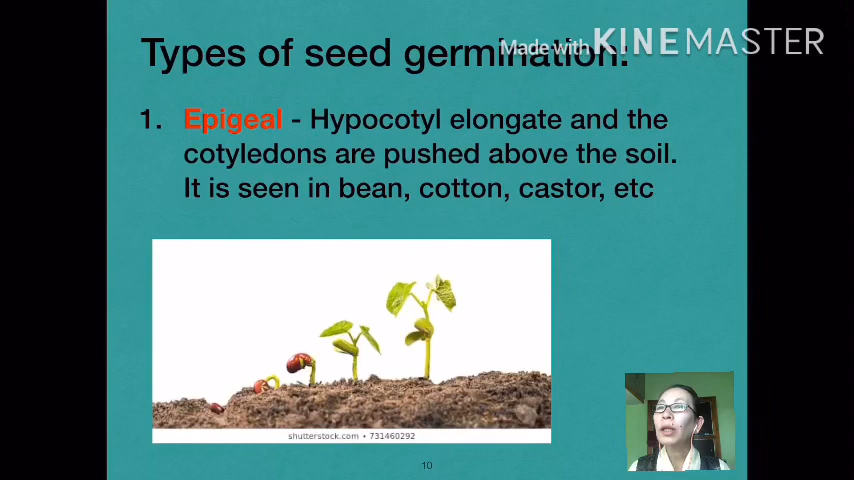 Types of seed germination:
Made with KINEMASTER
1. Epigeal - Hypocotyl elongate and the
cotyledons are pushed above the soil.
It is seen in bean, cotton, castor, etc
shutterstock.com • 731460292
10